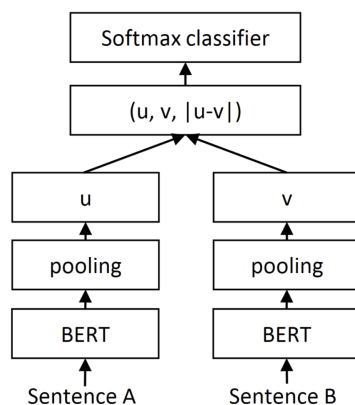 Softmax classifier
(u, v, |u-v|)
u
v
pooling
pooling
BERT
BERT
Sentence A
Sentence B